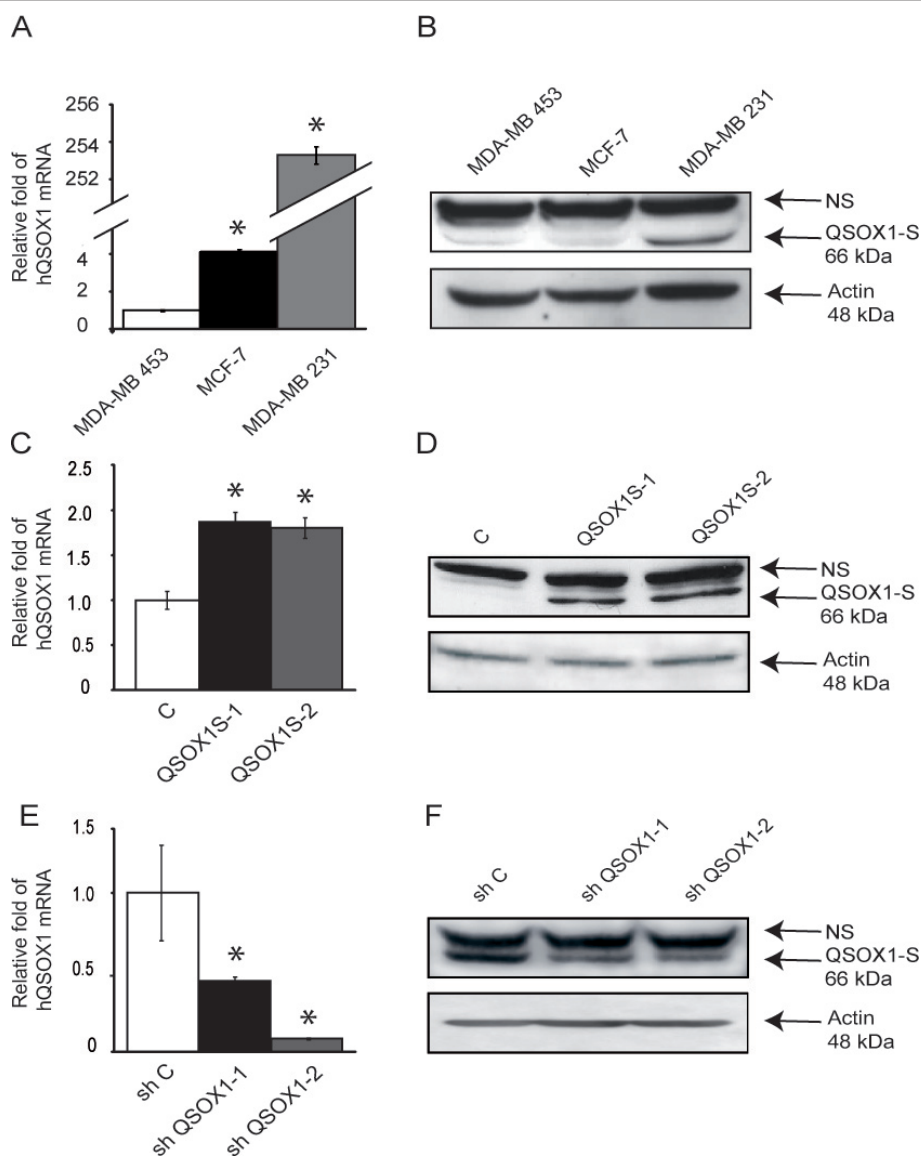 A
Relative fold of
hQSOX1 mRNA
256
254
252
4
2
0
*
*
MDA-MB 453
MCF-7
MDA-MB 231
B
MDA-MB 453
MCF-7
MDA-MB 231
NS
QSOX1-S
66 kDa
Actin
48 kDa
C
Relative fold of
hQSOX1 mRNA
2.5
2.0
1.5
1.0
0.5
0
*
*
C
QSOX1S-1
QSOX1S-2
D
C
QSOX1S-1
QSOX1S-2
NS
QSOX1-S
66 kDa
Actin
48 kDa
E
Relative fold of
hQSOX1 mRNA
1.5
1.0
0.5
0
*
*
sh C
sh QSOX1-1
sh QSOX1-2
F
sh C
sh QSOX1-1
sh QSOX1-2
NS
QSOX1-S
66 kDa
Actin
48 kDa